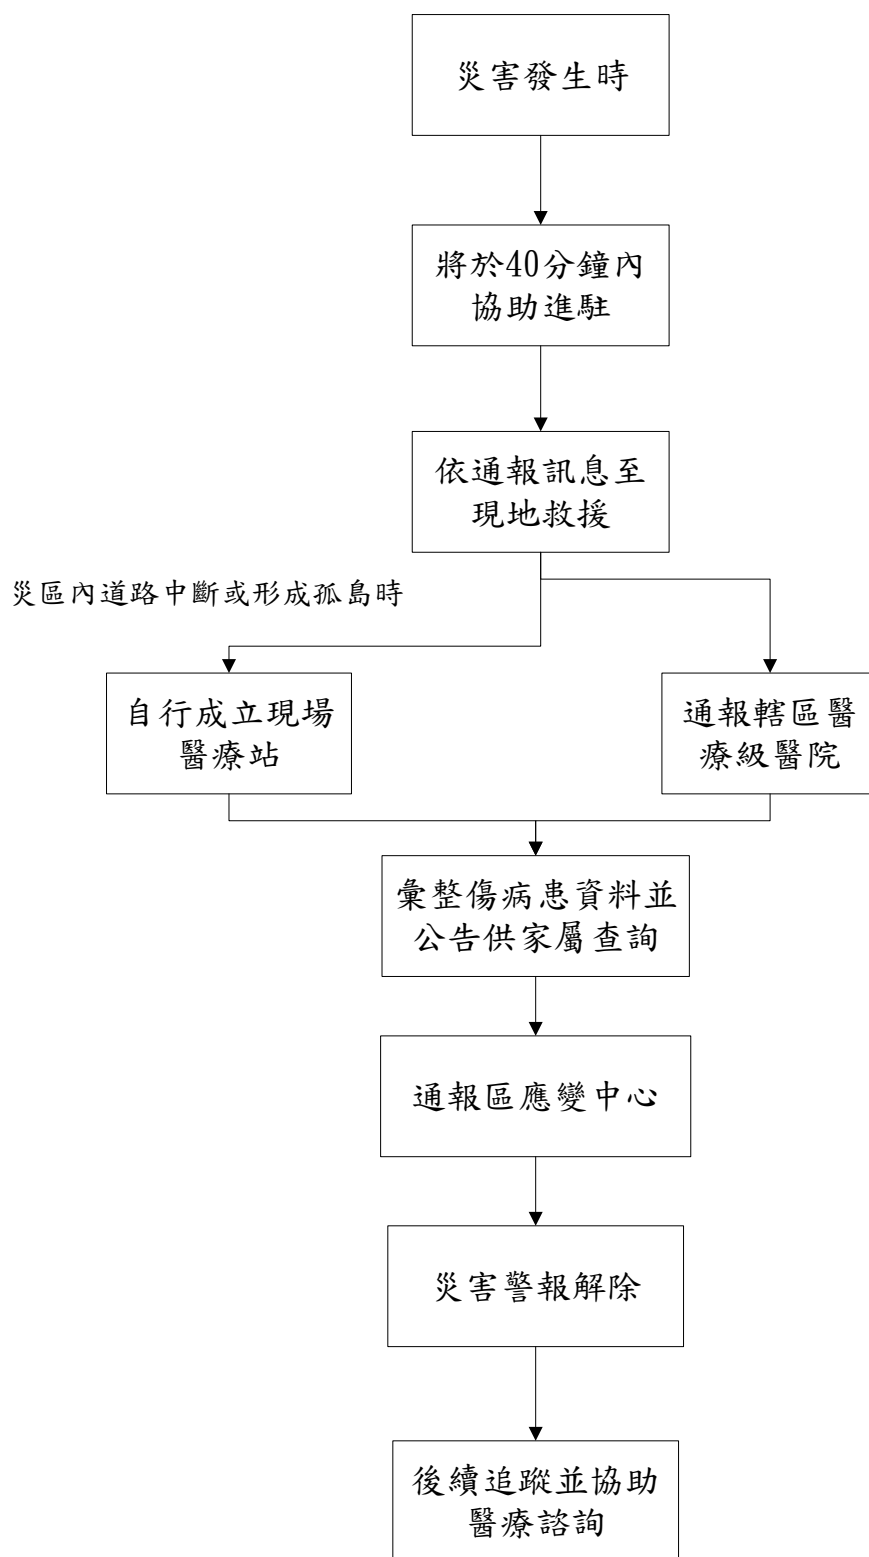 災害發生時
將於40分鐘內
協助進駐
依通報訊息至
現地救援
災區內道路中斷或形成孤島時
自行成立現場
醫療站
通報轄區醫
療級醫院
彙整傷病患資料並
公告供家屬查詢
通報區應變中心
災害警報解除
後續追蹤並協助
醫療諮詢